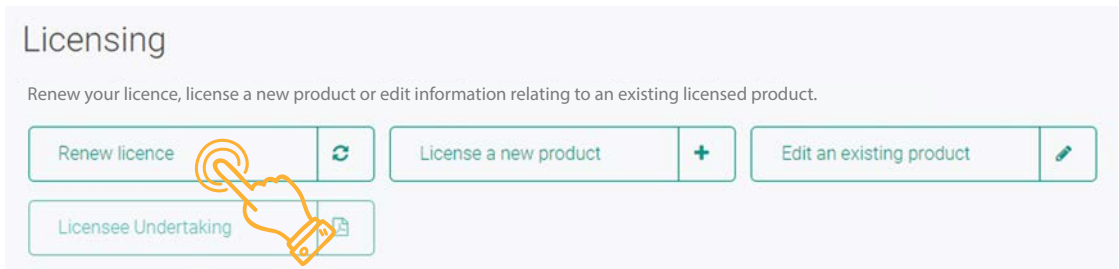 Licensing
Renew your licence, license a new product or edit information relating to an existing licensed product.
Renew licence
License a new product
Edit an existing product
Licensee Undertaking